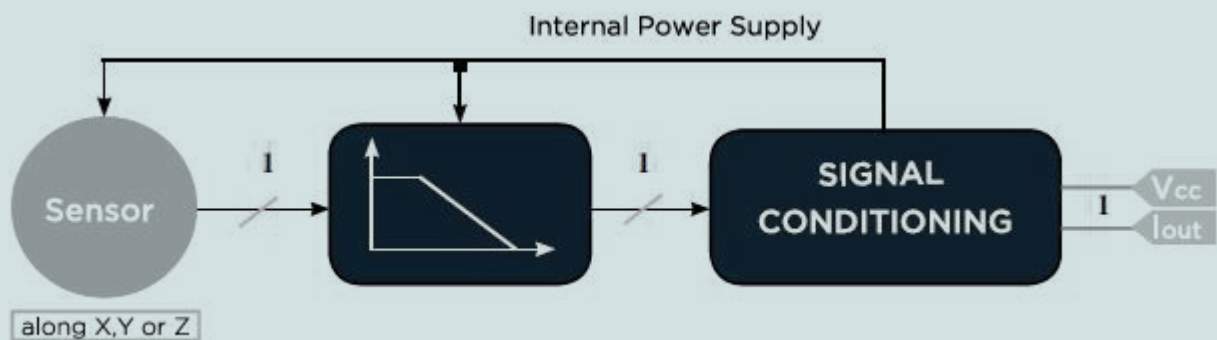 Internal Power Supply
1
1
Sensor
SIGNAL
CONDITIONING
Vcc
1
Iout
along X,Y or Z